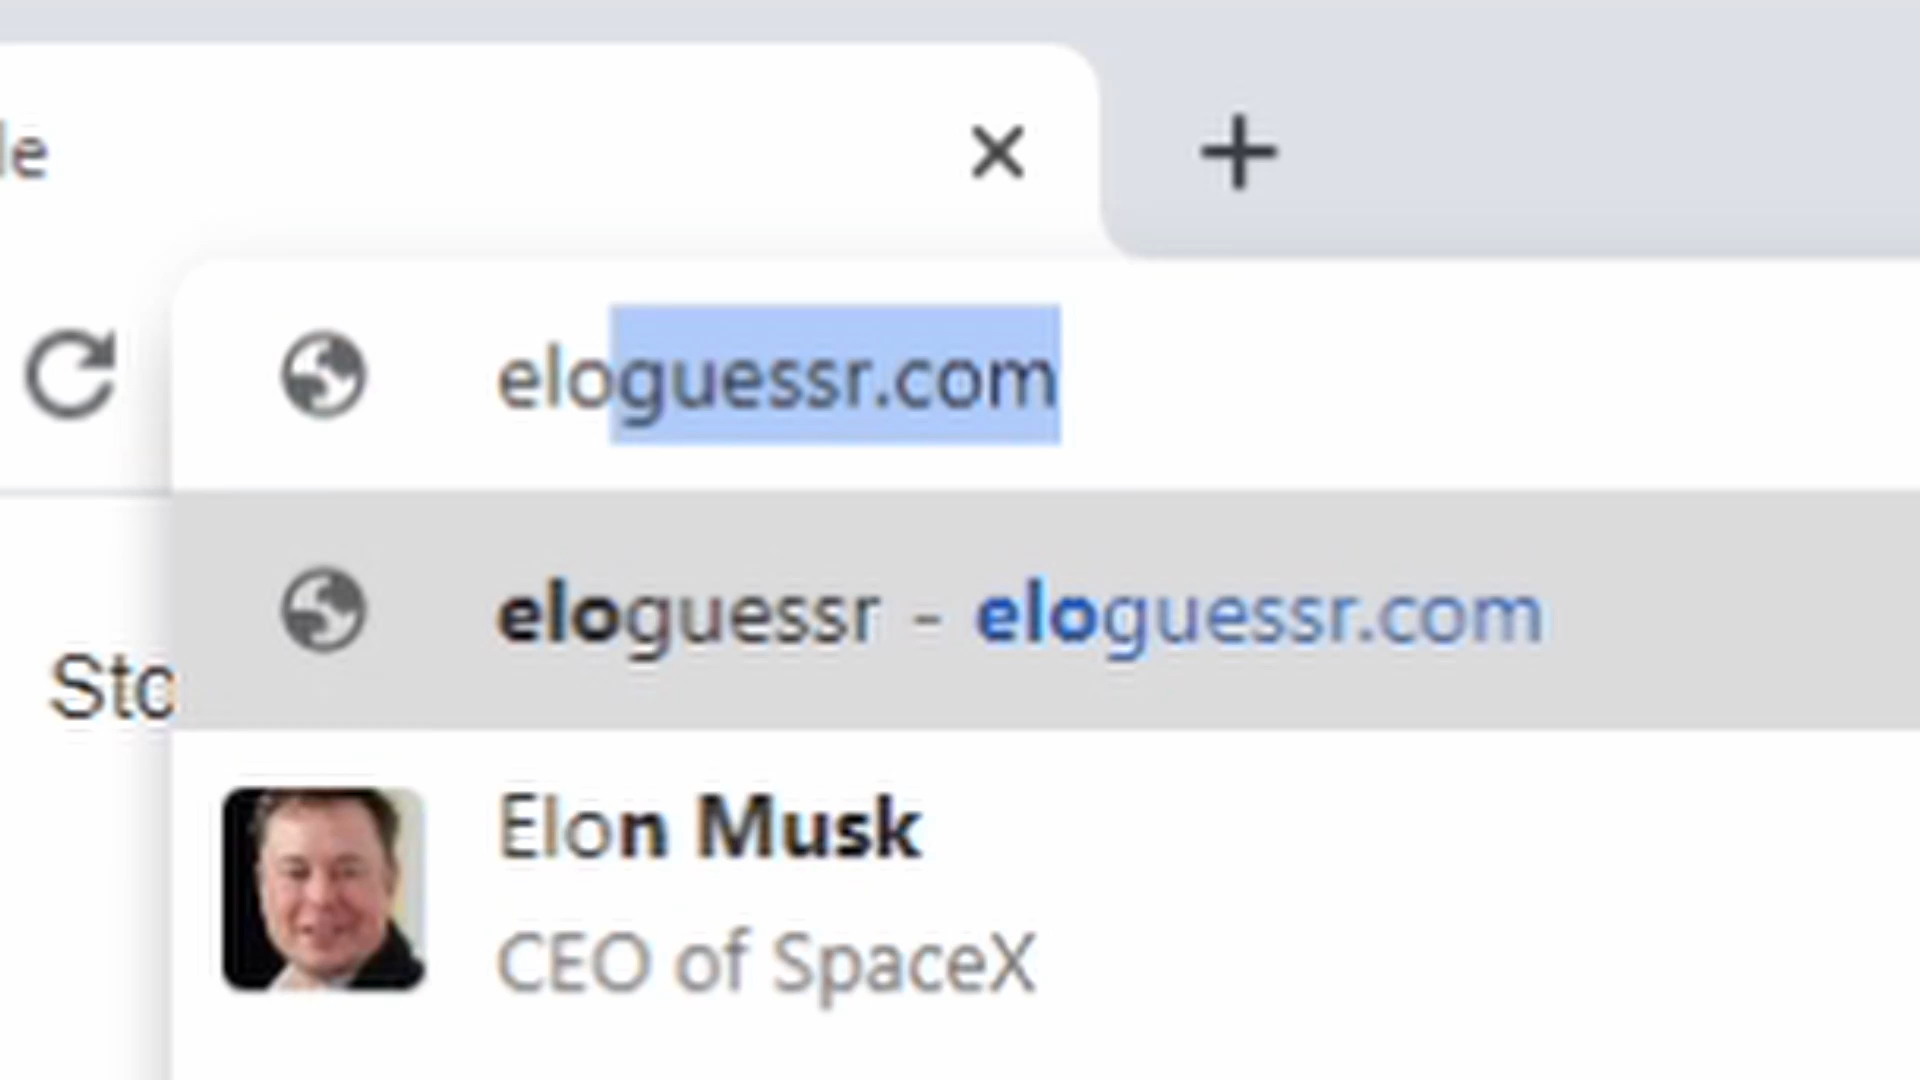 le
eloguessr.com
eloguessr - eloguessr.com
Sto
Elon Musk
CEO of SpaceX